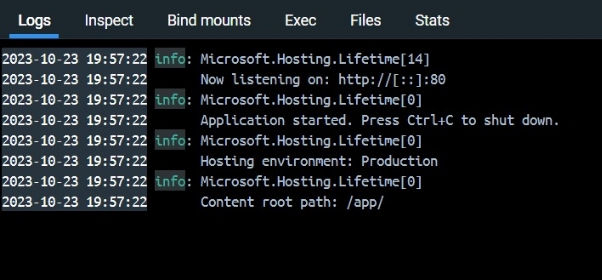 Logs Inspect Bind mounts Exec Files Stats
2023-10-23 19:57:22 info: Microsoft.Hosting.Lifetime[14]
2023-10-23 19:57:22 Now listening on: http://[::]:80
2023-10-23 19:57:22 info: Microsoft.Hosting.Lifetime[0]
2023-10-23 19:57:22 Application started. Press Ctrl+C to shut down.
2023-10-23 19:57:22 info: Microsoft.Hosting.Lifetime[0]
2023-10-23 19:57:22 Hosting environment: Production
2023-10-23 19:57:22 info: Microsoft.Hosting.Lifetime[0]
2023-10-23 19:57:22 Content root path: /app/